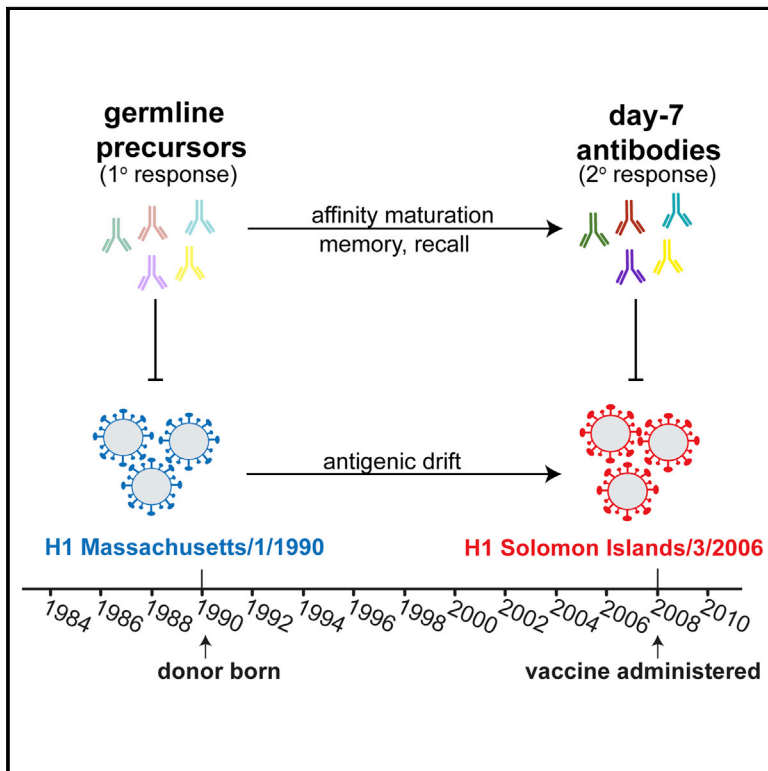 germline
precursors
(1º response)
day-7
antibodies
(2º response)
affinity maturation
memory, recall
antigenic drift
H1 Massachusetts/1/1990
H1 Solomon Islands/3/2006
1984 1986 1988 1990 1992 1994 1996 1998 2000 2002 2004 2006 2008 2010
donor born
vaccine administered